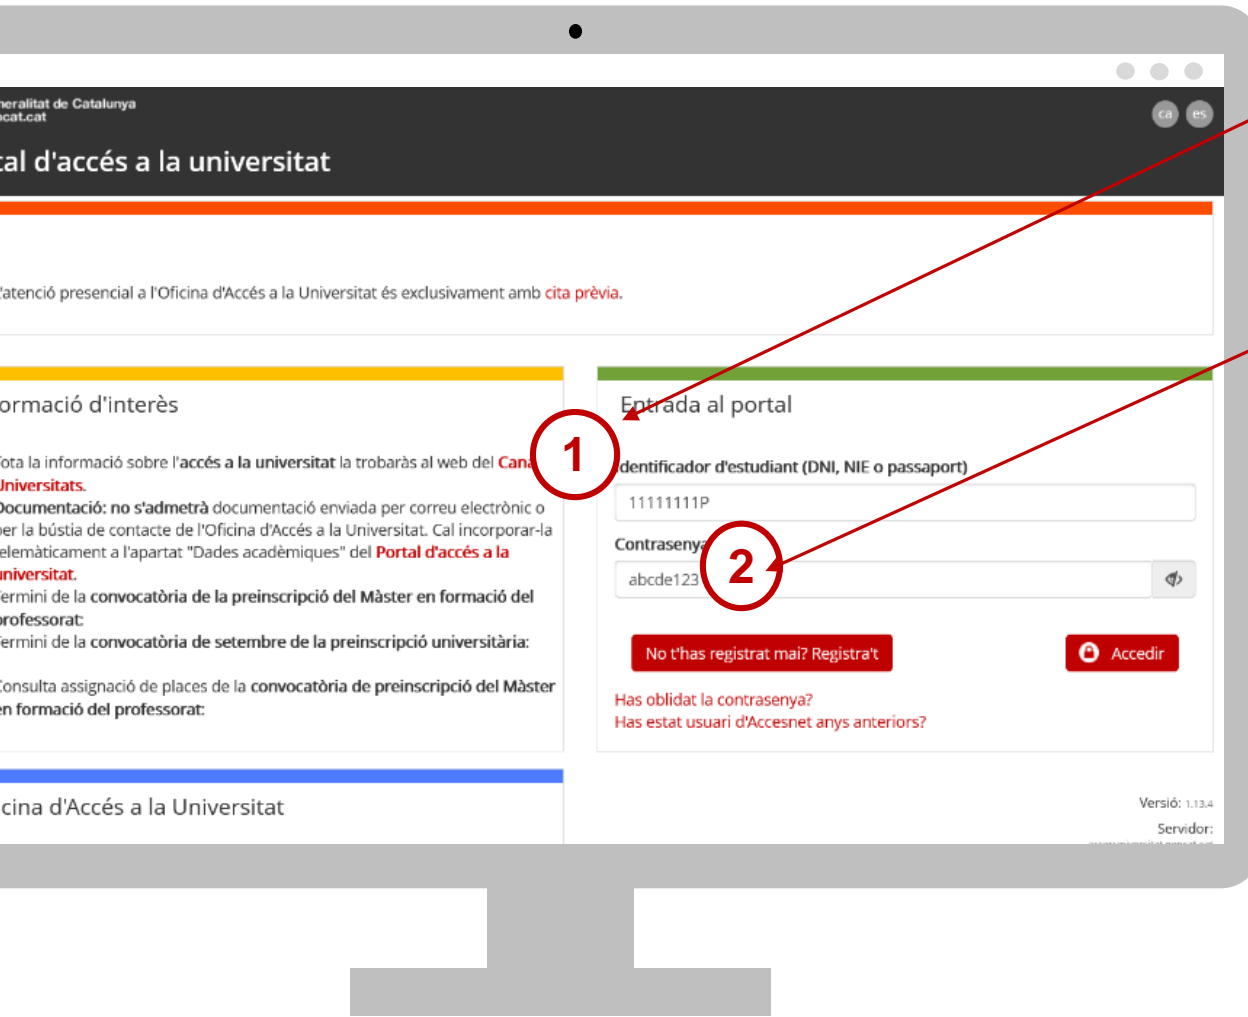 neralitat de Catalunya
ocat.cat
ca es
tal d'accés a la universitat
'atenció presencial a l'Oficina d'Accés a la Universitat és exclusivament amb cita prèvia.
ormació d'interès
Tota la informació sobre l'accés a la universitat la trobaràs al web del Cana
Universitats.
Documentació: no s'admetrà documentació enviada per correu electrònic o
per la bústia de contacte de l'Oficina d'Accés a la Universitat. Cal incorporar-la
telemàticament a l'apartat "Dades acadèmiques" del Portal d'accés a la
universitat.
Termini de la convocatòria de la preinscripció del Màster en formació del
professorat:
Termini de la convocatòria de setembre de la preinscripció universitària:
Consulta assignació de places de la convocatòria de preinscripció del Màster
en formació del professorat:
Entrada al portal
1
Identificador d'estudiant (DNI, NIE o passaport)
11111111P
Contrasenya
2
abcde123
No t'has registrat mai? Registra't
Accedir
Has oblidat la contrasenya?
Has estat usuari d'Accesnet anys anteriors?
cina d'Accés a la Universitat
Versió: 1.13.4
Servidor: